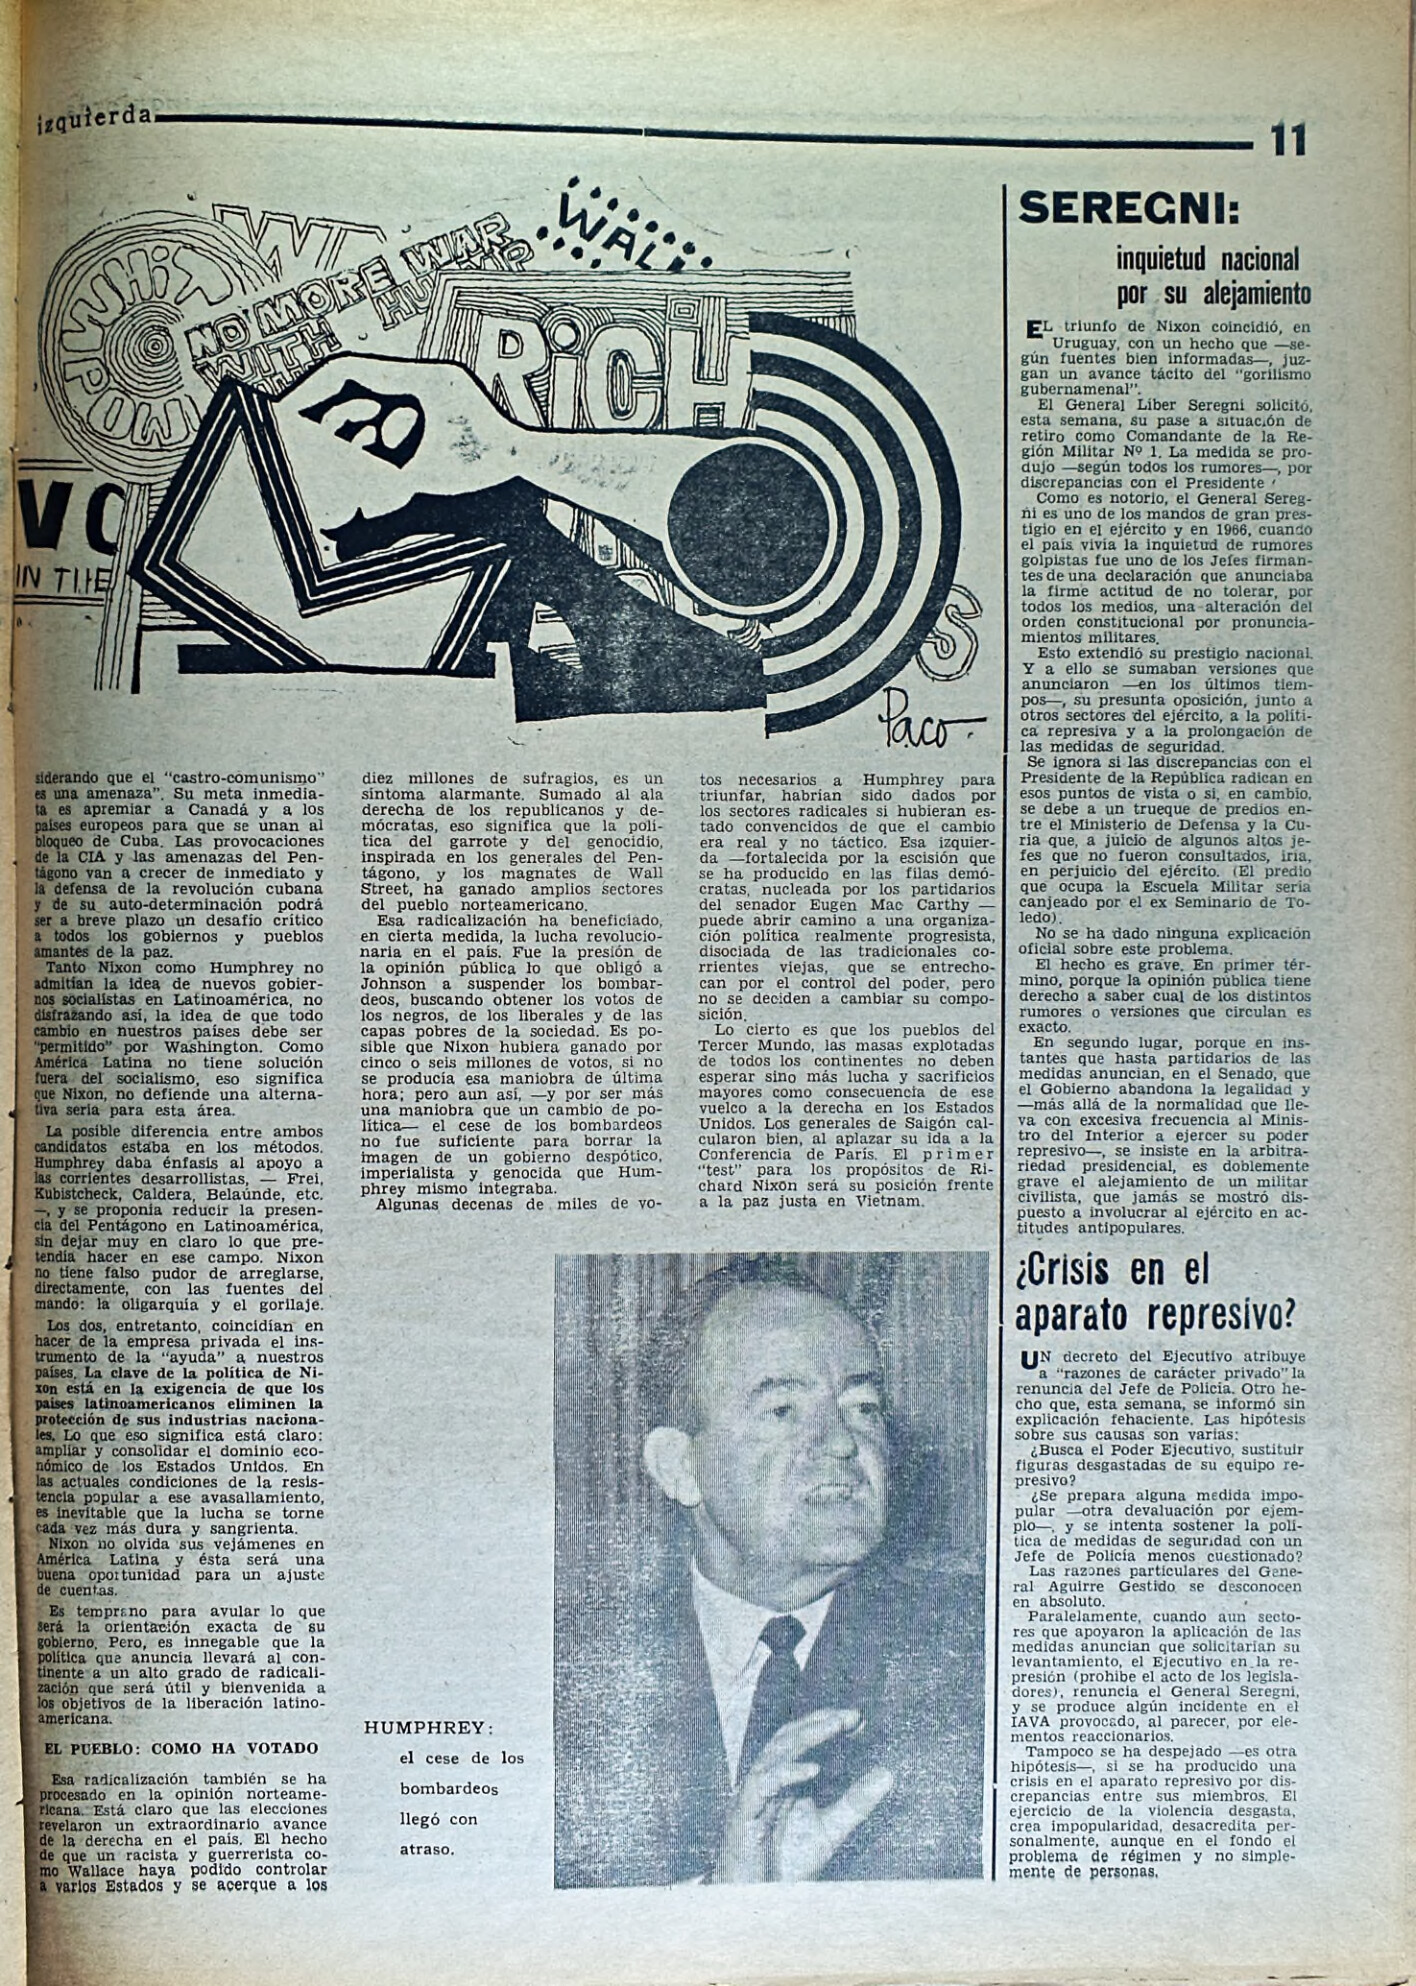 izquierda
11
WHIT
POWWOW
W
NO MORE WAR
WITH HUMP
WALL
RICH
B
VO
IN THE
S
Paco
siderando que el "castro-comunismo"
es una amenaza". Su meta inmedia-
ta es apremiar a Canadá y a los
países europeos para que se unan al
bloqueo de Cuba. Las provocaciones
de la CIA y las amenazas del Pen-
tágono van a crecer de inmediato y
la defensa de la revolución cubana
y de su auto-determinación podrá
ser a breve plazo un desafío crítico
a todos los gobiernos y pueblos
amantes de la paz.
Tanto Nixon como Humphrey no
admitían la idea de nuevos gobier-
nos socialistas en Latinoamérica, no
disfrazando así, la idea de que todo
cambio en nuestros países debe ser
"permitido" por Washington. Como
América Latina no tiene solución
fuera del socialismo, eso significa
que Nixon, no defiende una alterna-
tiva seria para esta área.
La posible diferencia entre ambos
candidatos estaba en los métodos.
Humphrey daba énfasis al apoyo a
las corrientes desarrollistas, — Frei,
Kubistcheck, Caldera, Belaúnde, etc.
—, y se proponía reducir la presen-
cia del Pentágono en Latinoamérica,
sin dejar muy en claro lo que pre-
tendía hacer en ese campo. Nixon
no tiene falso pudor de arreglarse,
directamente, con las fuentes del
mando: la oligarquía y el gorilaje.
Los dos, entretanto, coincidían en
hacer de la empresa privada el ins-
trumento de la "ayuda" a nuestros
países. La clave de la política de Ni-
xon está en la exigencia de que los
países latinoamericanos eliminen la
protección de sus industrias naciona-
les. Lo que eso significa está claro:
ampliar y consolidar el dominio eco-
nómico de los Estados Unidos. En
las actuales condiciones de la resis-
tencia popular a ese avasallamiento,
es inevitable que la lucha se torne
cada vez más dura y sangrienta.
Nixon no olvida sus vejámenes en
América Latina y ésta será una
buena oportunidad para un ajuste
de cuentas.
Es temprano para avular lo que
será la orientación exacta de su
gobierno. Pero, es innegable que la
política que anuncia llevará al con-
tinente a un alto grado de radicali-
zación que será útil y bienvenida a
los objetivos de la liberación latino-
americana.
EL PUEBLO: COMO HA VOTADO
Esa radicalización también se ha
procesado en la opinión norteame-
ricana. Está claro que las elecciones
revelaron un extraordinario avance
de la derecha en el país. El hecho
de que un racista y guerrerista co-
mo Wallace haya podido controlar
a varios Estados y se acerque a los
diez millones de sufragios, es un
síntoma alarmante. Sumado al ala
derecha de los republicanos y de-
mócratas, eso significa que la polí-
tica del garrote y del genocidio,
inspirada en los generales del Pen-
tágono, y los magnates de Wall
Street, ha ganado amplios sectores
del pueblo norteamericano.
Esa radicalización ha beneficiado,
en cierta medida, la lucha revolucio-
naria en el país. Fue la presión de
la opinión pública lo que obligó a
Johnson a suspender los bombar-
deos, buscando obtener los votos de
los negros, de los liberales y de las
capas pobres de la sociedad. Es po-
sible que Nixon hubiera ganado por
cinco o seis millones de votos, si no
se producía esa maniobra de última
hora; pero aun así, —y por ser más
una maniobra que un cambio de po-
lítica— el cese de los bombardeos
no fue suficiente para borrar la
imagen de un gobierno despótico,
imperialista y genocida que Hum-
phrey mismo integraba.
Algunas decenas de miles de vo-
tos necesarios a Humphrey para
triunfar, habrían sido dados por
los sectores radicales si hubieran es-
tado convencidos de que el cambio
era real y no táctico. Esa izquier-
da —fortalecida por la escisión que
se ha producido en las filas demó-
cratas, nucleada por los partidarios
del senador Eugen Mac Carthy —
puede abrir camino a una organiza-
ción política realmente progresista,
disociada de las tradicionales co-
rrientes viejas, que se entrecho-
can por el control del poder, pero
no se deciden a cambiar su compo-
sición.
Lo cierto es que los pueblos del
Tercer Mundo, las masas explotadas
de todos los continentes no deben
esperar sino más lucha y sacrificios
mayores como consecuencia de ese
vuelco a la derecha en los Estados
Unidos. Los generales de Saigón cal-
cularon bien, al aplazar su ida a la
Conferencia de París. El primer
"test" para los propósitos de Ri-
chard Nixon será su posición frente
a la paz justa en Vietnam.
HUMPHREY:
el cese de los
bombardeos
llegó con
atraso.
SEREGNI:
inquietud nacional
por su alejamiento
EL triunfo de Nixon coincidió, en
Uruguay, con un hecho que —se-
gún fuentes bien informadas—, juz-
gan un avance tácito del "gorilismo
gubernamenal".
El General Líber Seregni solicitó,
esta semana, su pase a situación de
retiro como Comandante de la Re-
gión Militar Nº 1. La medida se pro-
dujo —según todos los rumores—, por
discrepancias con el Presidente
Como es notorio, el General Sereg-
ni es uno de los mandos de gran pres-
tigio en el ejército y en 1966, cuando
el país vivía la inquietud de rumores
golpistas fue uno de los Jefes firman-
tes de una declaración que anunciaba
la firme actitud de no tolerar, por
todos los medios, una alteración del
orden constitucional por pronuncia-
mientos militares.
Esto extendió su prestigio nacional.
Y a ello se sumaban versiones que
anunciaron —en los últimos tiem-
pos—, su presunta oposición, junto a
otros sectores del ejército, a la políti-
ca represiva y a la prolongación de
las medidas de seguridad.
Se ignora si las discrepancias con el
Presidente de la República radican en
esos puntos de vista o si, en cambio,
se debe a un trueque de predios en-
tre el Ministerio de Defensa y la Cu-
ria que, a juicio de algunos altos je-
fes que no fueron consultados, iría,
en perjuicio del ejército. (El predio
que ocupa la Escuela Militar sería
canjeado por el ex Seminario de To-
ledo).
No se ha dado ninguna explicación
oficial sobre este problema.
El hecho es grave. En primer tér-
mino, porque la opinión pública tiene
derecho a saber cual de los distintos
rumores o versiones que circulan es
exacto.
En segundo lugar, porque en ins-
tantes que hasta partidarios de las
medidas anuncian, en el Senado, que
el Gobierno abandona la legalidad y
—más allá de la normalidad que lle-
va con excesiva frecuencia al Minis-
tro del Interior a ejercer su poder
represivo—, se insiste en la arbitra-
riedad presidencial, es doblemente
grave el alejamiento de un militar
civilista, que jamás se mostró dis-
puesto a involucrar al ejército en ac-
titudes antipopulares.
¿Crisis en el
aparato represivo?
UN decreto del Ejecutivo atribuye
a "razones de carácter privado" la
renuncia del Jefe de Policía. Otro he-
cho que, esta semana, se informó sin
explicación fehaciente. Las hipótesis
sobre sus causas son varias:
¿Busca el Poder Ejecutivo, sustituir
figuras desgastadas de su equipo re-
presivo?
¿Se prepara alguna medida impo-
pular —otra devaluación por ejem-
plo—, y se intenta sostener la polí-
tica de medidas de seguridad con un
Jefe de Policía menos cuestionado?
Las razones particulares del Gene-
ral Aguirre Gestido se desconocen
en absoluto.
Paralelamente, cuando aun secto-
res que apoyaron la aplicación de las
medidas anuncian que solicitarían su
levantamiento, el Ejecutivo en la re-
presión (prohibe el acto de los legisla-
dores), renuncia el General Seregni,
y se produce algún incidente en el
IAVA provocado, al parecer, por ele-
mentos reaccionarios.
Tampoco se ha despejado —es otra
hipótesis—, si se ha producido una
crisis en el aparato represivo por dis-
crepancias entre sus miembros. El
ejercicio de la violencia desgasta,
crea impopularidad, desacredita per-
sonalmente, aunque en el fondo el
problema de régimen y no simple-
mente de personas.